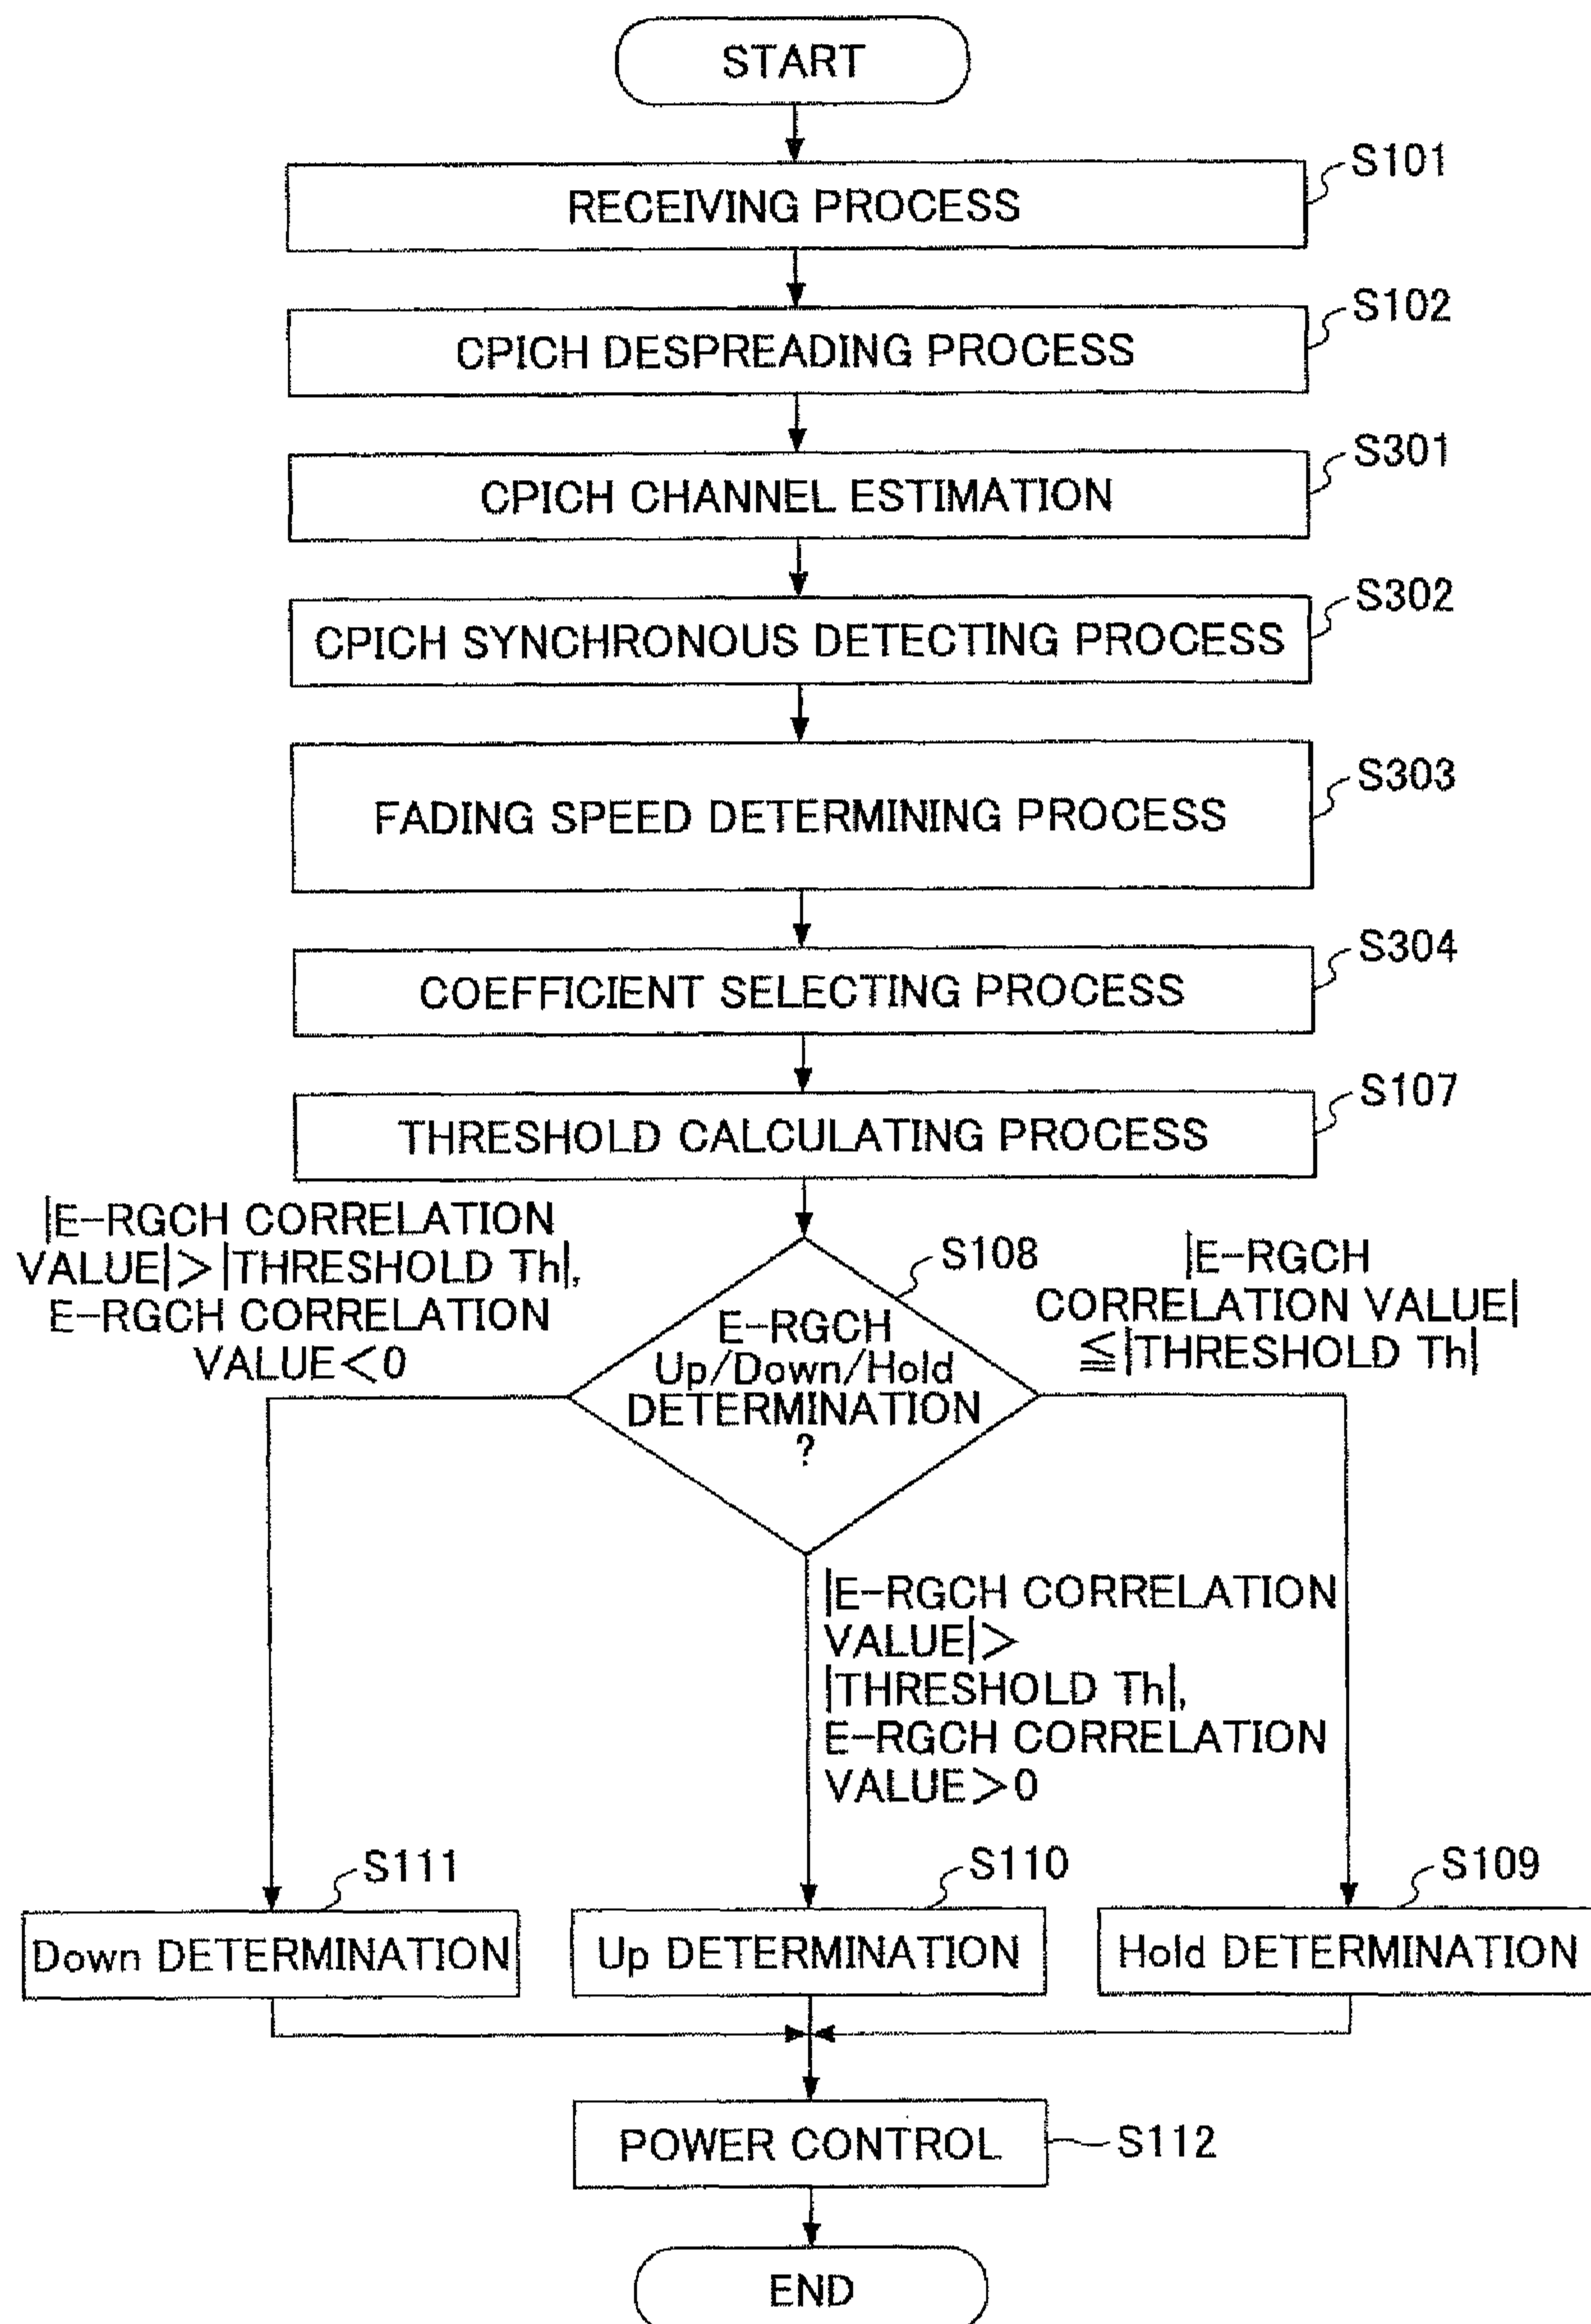 START
RECEIVING PROCESS
S101
CPICH DESPREADING PROCESS
S102
CPICH CHANNEL ESTIMATION
S301
CPICH SYNCHRONOUS DETECTING PROCESS
S302
FADING SPEED DETERMINING PROCESS
S303
COEFFICIENT SELECTING PROCESS
S304
THRESHOLD CALCULATING PROCESS
S107
|E-RGCH CORRELATION
VALUE|>|THRESHOLD Th|,
E-RGCH CORRELATION
VALUE<0
E-RGCH
Up/Down/Hold
DETERMINATION
?
S108
|E-RGCH
CORRELATION VALUE|
≦|THRESHOLD Th|
|E-RGCH CORRELATION
VALUE|>
|THRESHOLD Th|,
E-RGCH CORRELATION
VALUE>0
S111
Down DETERMINATION
S110
Up DETERMINATION
S109
Hold DETERMINATION
POWER CONTROL
S112
END